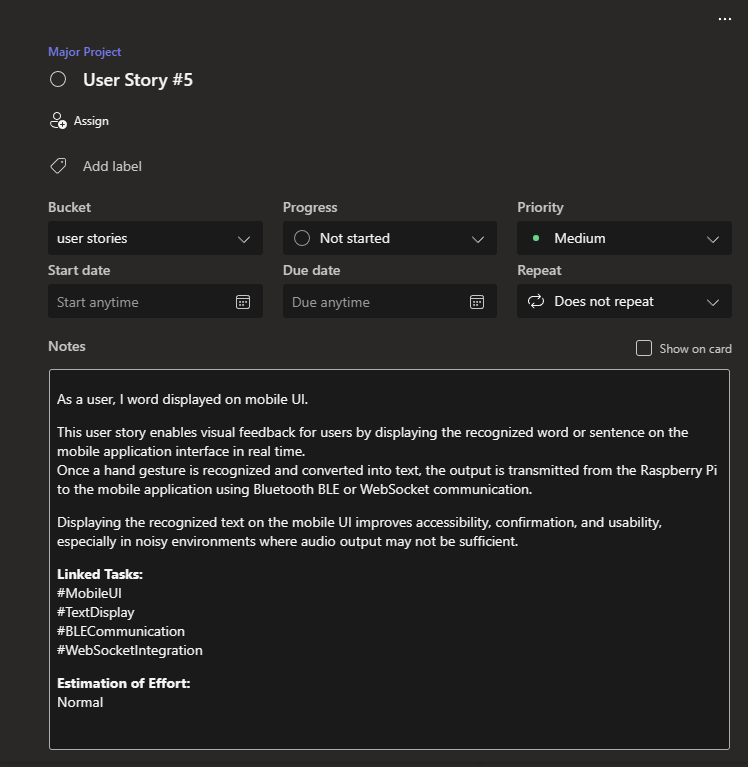 ...
Major Project
User Story #5
Assign
Add label
Bucket
Progress
Priority
user stories
Not started
Medium
Start date
Due date
Repeat
Start anytime
Due anytime
Does not repeat
Notes
Show on card
As a user, I word displayed on mobile UI.
This user story enables visual feedback for users by displaying the recognized word or sentence on the
mobile application interface in real time.
Once a hand gesture is recognized and converted into text, the output is transmitted from the Raspberry Pi
to the mobile application using Bluetooth BLE or WebSocket communication.
Displaying the recognized text on the mobile UI improves accessibility, confirmation, and usability,
especially in noisy environments where audio output may not be sufficient.
Linked Tasks:
#MobileUI
#TextDisplay
#BLECommunication
#WebSocketIntegration
Estimation of Effort:
Normal